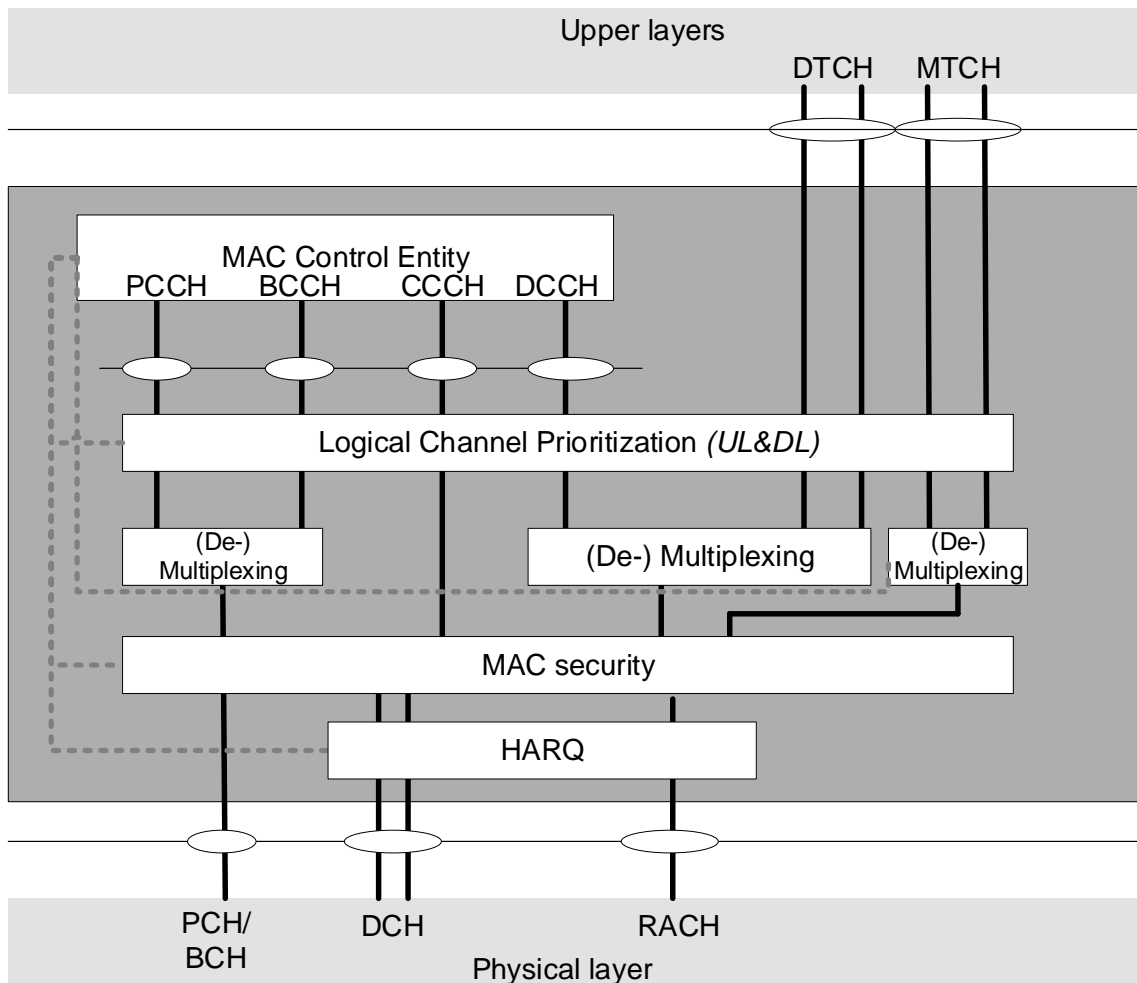 Upper layers
DTCH MTCH
MAC Control Entity
PCCH BCCH CCCH DCCH
Logical Channel Prioritization (UL&DL)
(De-)
Multiplexing
(De-) Multiplexing
(De-)
Multiplexing
MAC security
HARQ
PCH/
BCH
DCH
RACH
Physical layer